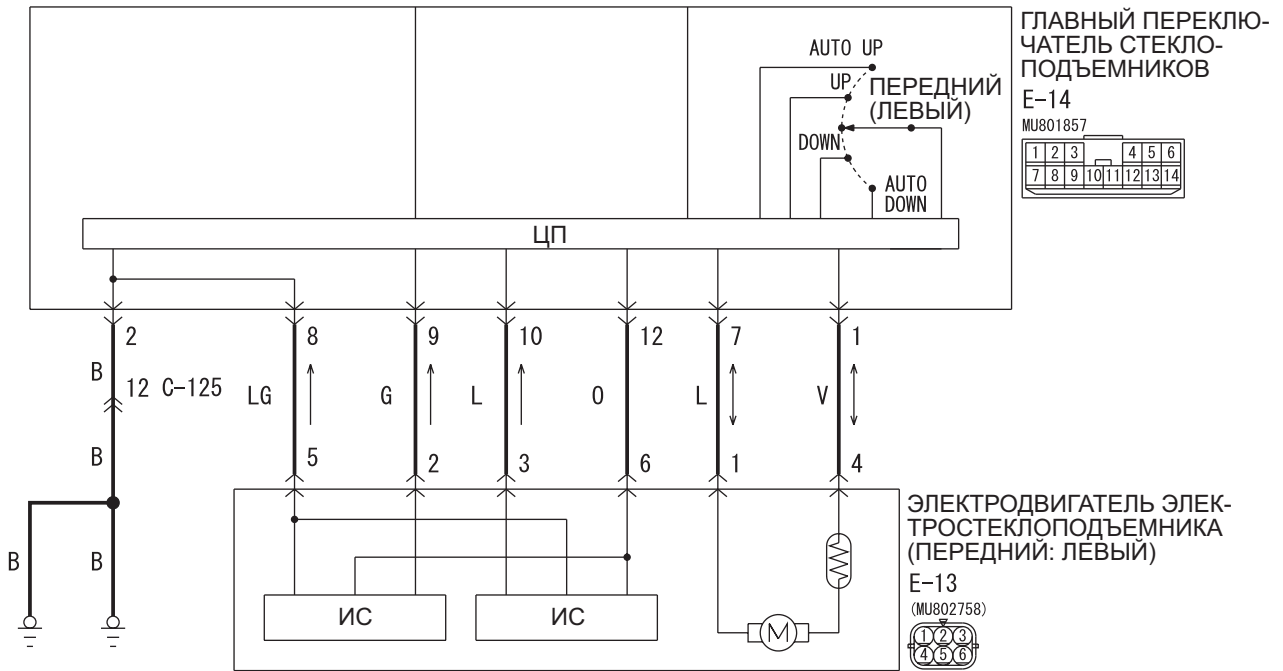 ГЛАВНЫЙ ПЕРЕКЛЮ-
ЧАТЕЛЬ СТЕКЛО-
ПОДЪЕМНИКОВ
E-14
MU801857
1 2 3 4 5 6
7 8 9 10 11 12 13 14
AUTO UP
UP
ПЕРЕДНИЙ
(ЛЕВЫЙ)
DOWN
AUTO
DOWN
ЦП
2 8 9 10 12 7 1
B 12 C-125 LG G L O L V
B 5 2 3 6 1 4
B B
ЭЛЕКТРОДВИГАТЕЛЬ ЭЛЕК-
ТРОСТЕКЛОПОДЪЕМНИКА
(ПЕРЕДНИЙ: ЛЕВЫЙ)
E-13
(MU802758)
1 2 3
4 5 6
ИС ИС
M